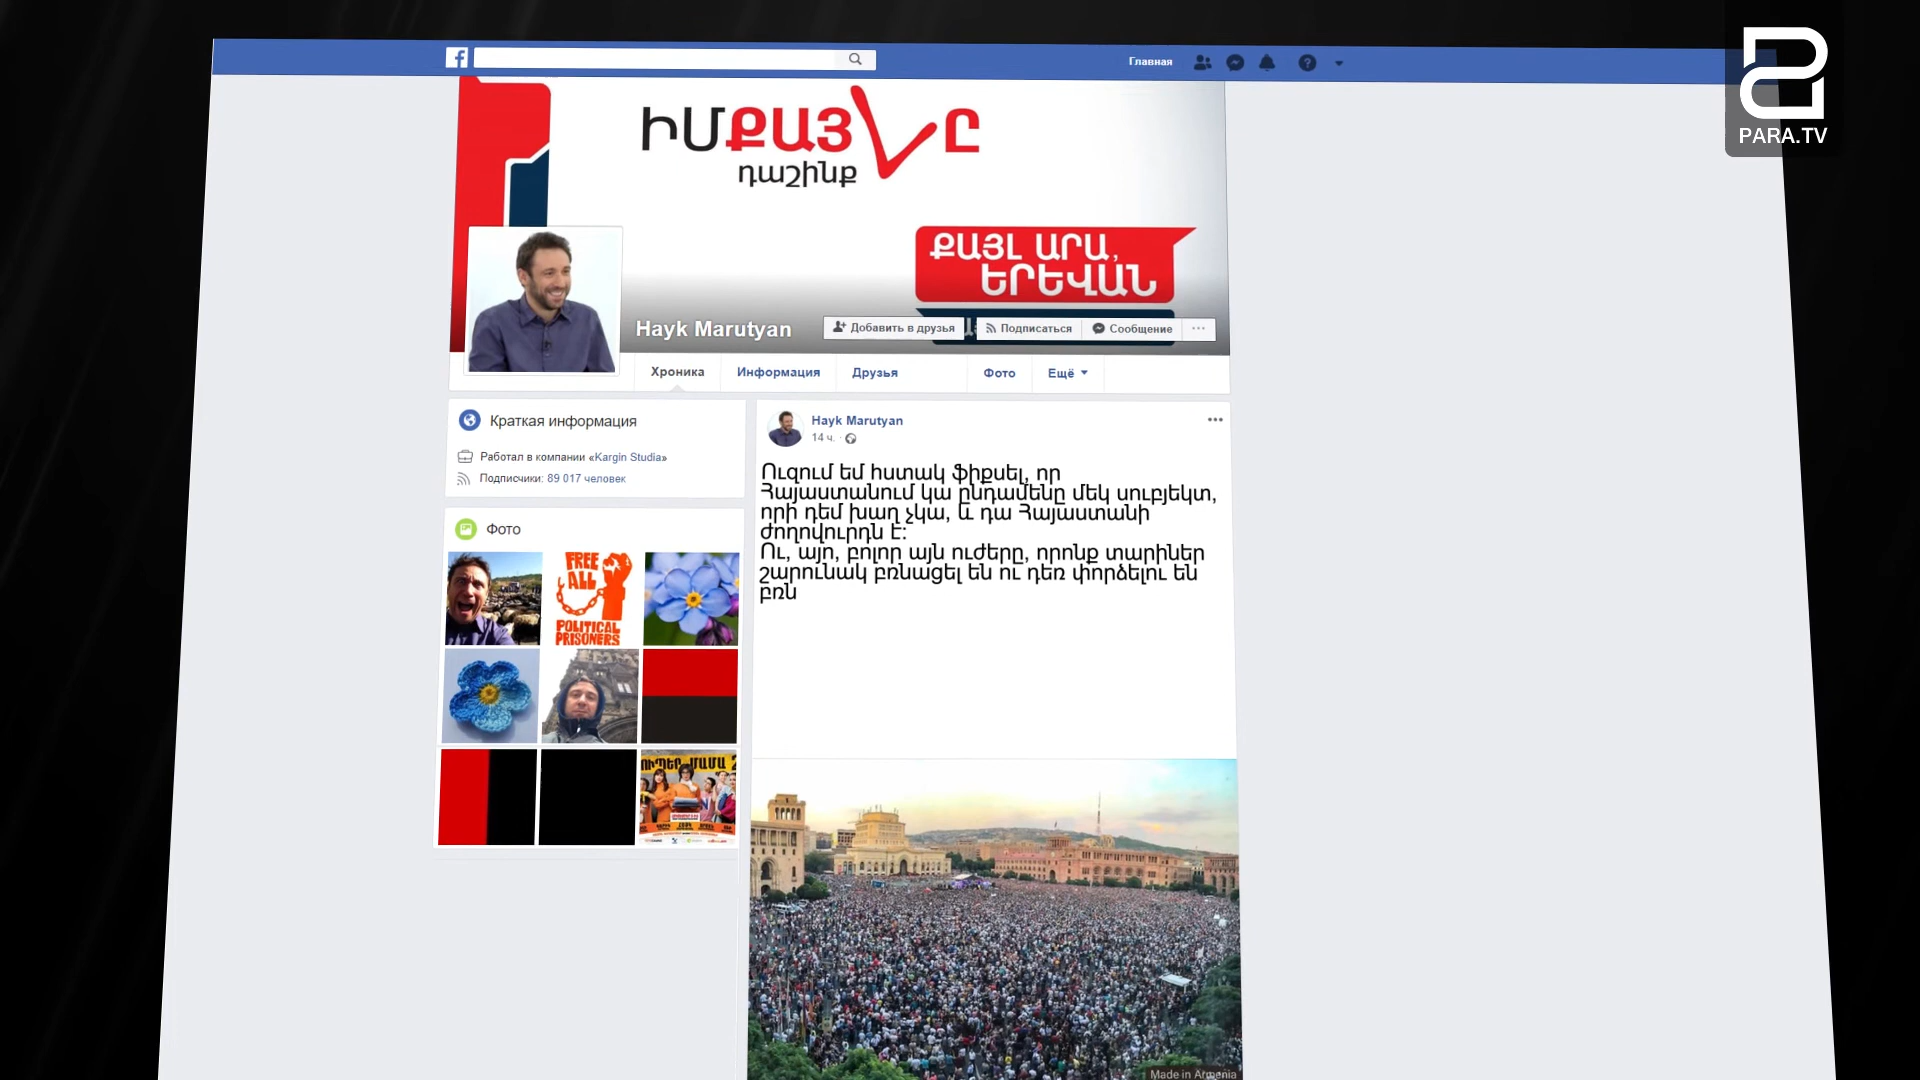 Главная
PARA.TV
ԻՄՔԱՅԼԸ
դաշինք
ՔԱՅԼ ԱՐԱ,
ԵՐԵՎԱՆ
Hayk Marutyan
Добавить в друзья
Подписаться
Сообщение
Хроника
Информация
Друзья
Фото
Ещё
Краткая информация
Работал в компании «Kargin Studia»
Подписчики: 89 017 человек
Фото
FREE
ALL
POLITICAL
PRISONERS
Hayk Marutyan
14 ч.
Ուզում եմ հստակ ֆիքսել, որ
Հայաստանում կա ընդամենը մեկ սուբյեկտ,
որի դեմ խաղ չկա, և դա Հայաստանի
ժողովուրդն է:
Ու, այո, բոլոր այն ուժերը, որոնք տարիներ
շարունակ բռնացել են ու դեռ փորձելու են
բռն
Made in Armenia